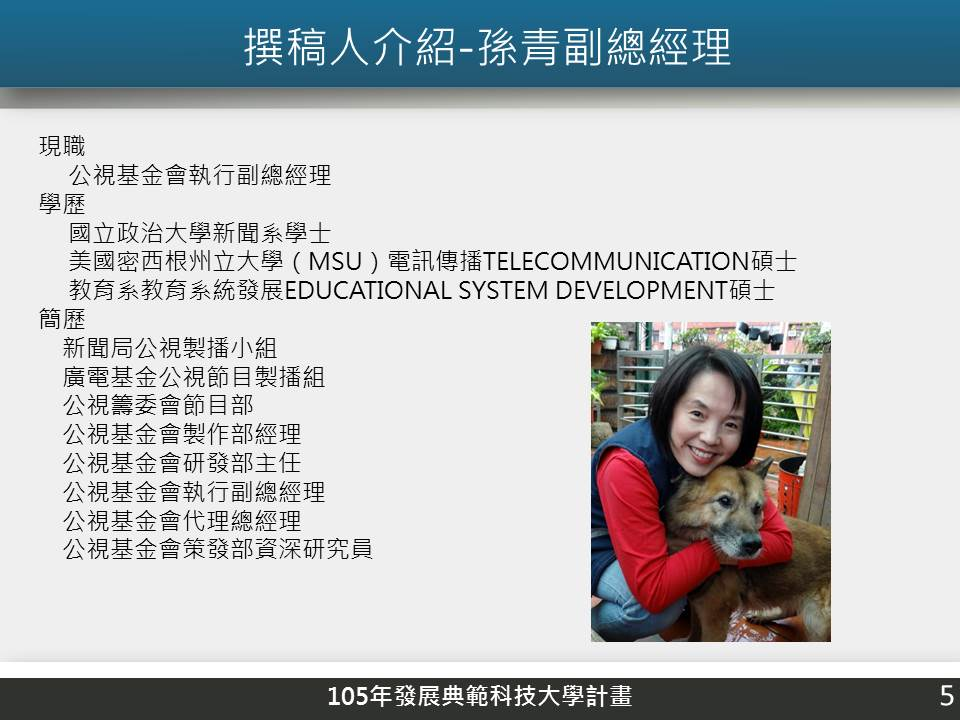 撰稿人介紹-孫青副總經理
現職
公視基金會執行副總經理
學歷
國立政治大學新聞系學士
美國密西根州立大學（MSU）電訊傳播TELECOMMUNICATION碩士
教育系教育系統發展EDUCATIONAL SYSTEM DEVELOPMENT碩士
簡歷
新聞局公視製播小組
廣電基金公視節目製播組
公視籌委會節目部
公視基金會製作部經理
公視基金會研發部主任
公視基金會執行副總經理
公視基金會代理總經理
公視基金會策發部資深研究員
105年發展典範科技大學計畫
5